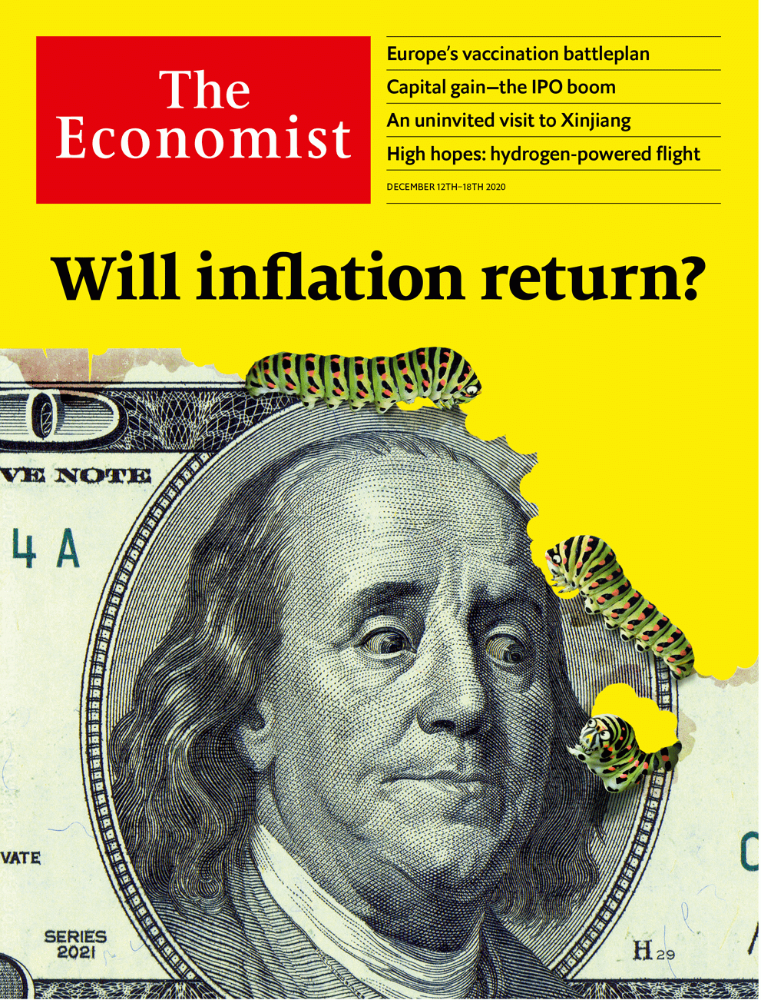 The
Economist
Europe's vaccination battleplan
Capital gain–the IPO boom
An uninvited visit to Xinjiang
High hopes: hydrogen-powered flight
DECEMBER 12TH–18TH 2020
Will inflation return?
VE NOTE
4 A
VATE
SERIES
2021
H 29